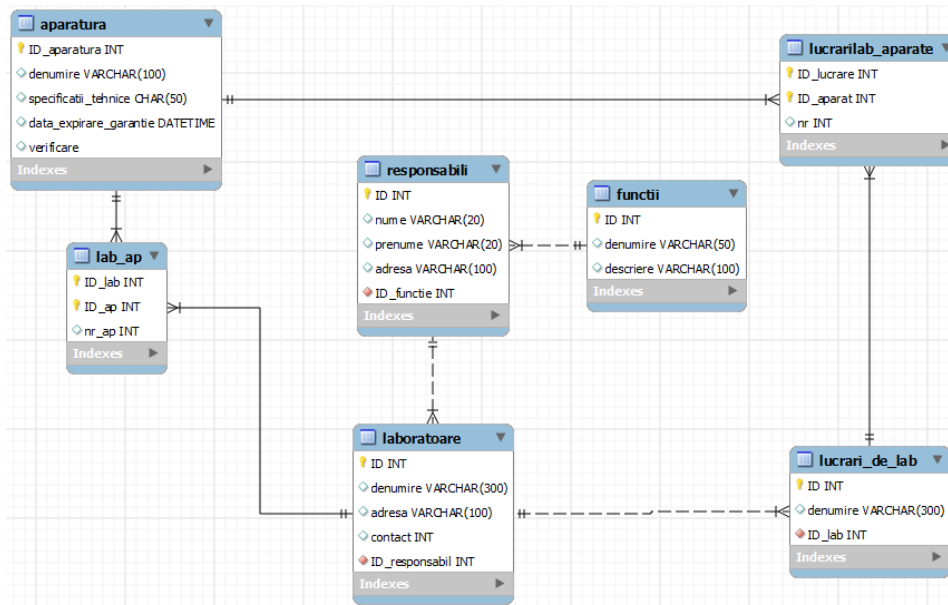 aparatura
ID_aparatura INT
denumire VARCHAR(100)
specificatii_tehnice CHAR(50)
data_expirare_garantie DATETIME
verificare
Indexes
lucrarilab_aparate
ID_lucrare INT
ID_aparat INT
nr INT
Indexes
responsabili
ID INT
nume VARCHAR(20)
prenume VARCHAR(20)
adresa VARCHAR(100)
ID_functie INT
Indexes
functii
ID INT
denumire VARCHAR(50)
descriere VARCHAR(100)
Indexes
lab_ap
ID_lab INT
ID_ap INT
nr_ap INT
Indexes
laboratoare
ID INT
denumire VARCHAR(300)
adresa VARCHAR(100)
contact INT
ID_responsabil INT
Indexes
lucrari_de_lab
ID INT
denumire VARCHAR(300)
ID_lab INT
Indexes